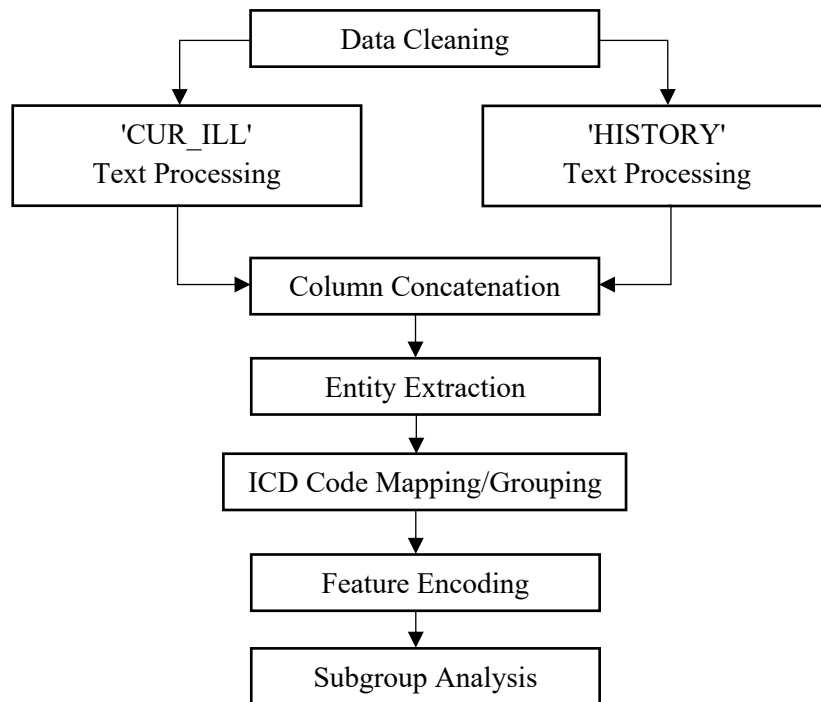 Data Cleaning
'CUR_ILL'
Text Processing
'HISTORY'
Text Processing
Column Concatenation
Entity Extraction
ICD Code Mapping/Grouping
Feature Encoding
Subgroup Analysis